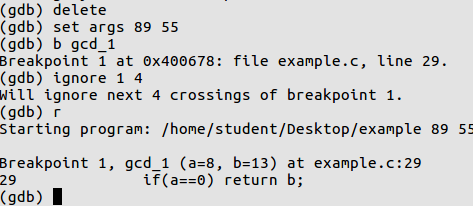 (gdb) delete
(gdb) set args 89 55
(gdb) b gcd_1
Breakpoint 1 at 0x400678: file example.c, line 29.
(gdb) ignore 1 4
Will ignore next 4 crossings of breakpoint 1.
(gdb) r
Starting program: /home/student/Desktop/example 89 55

Breakpoint 1, gcd_1 (a=8, b=13) at example.c:29
29          if(a==0) return b;
(gdb)